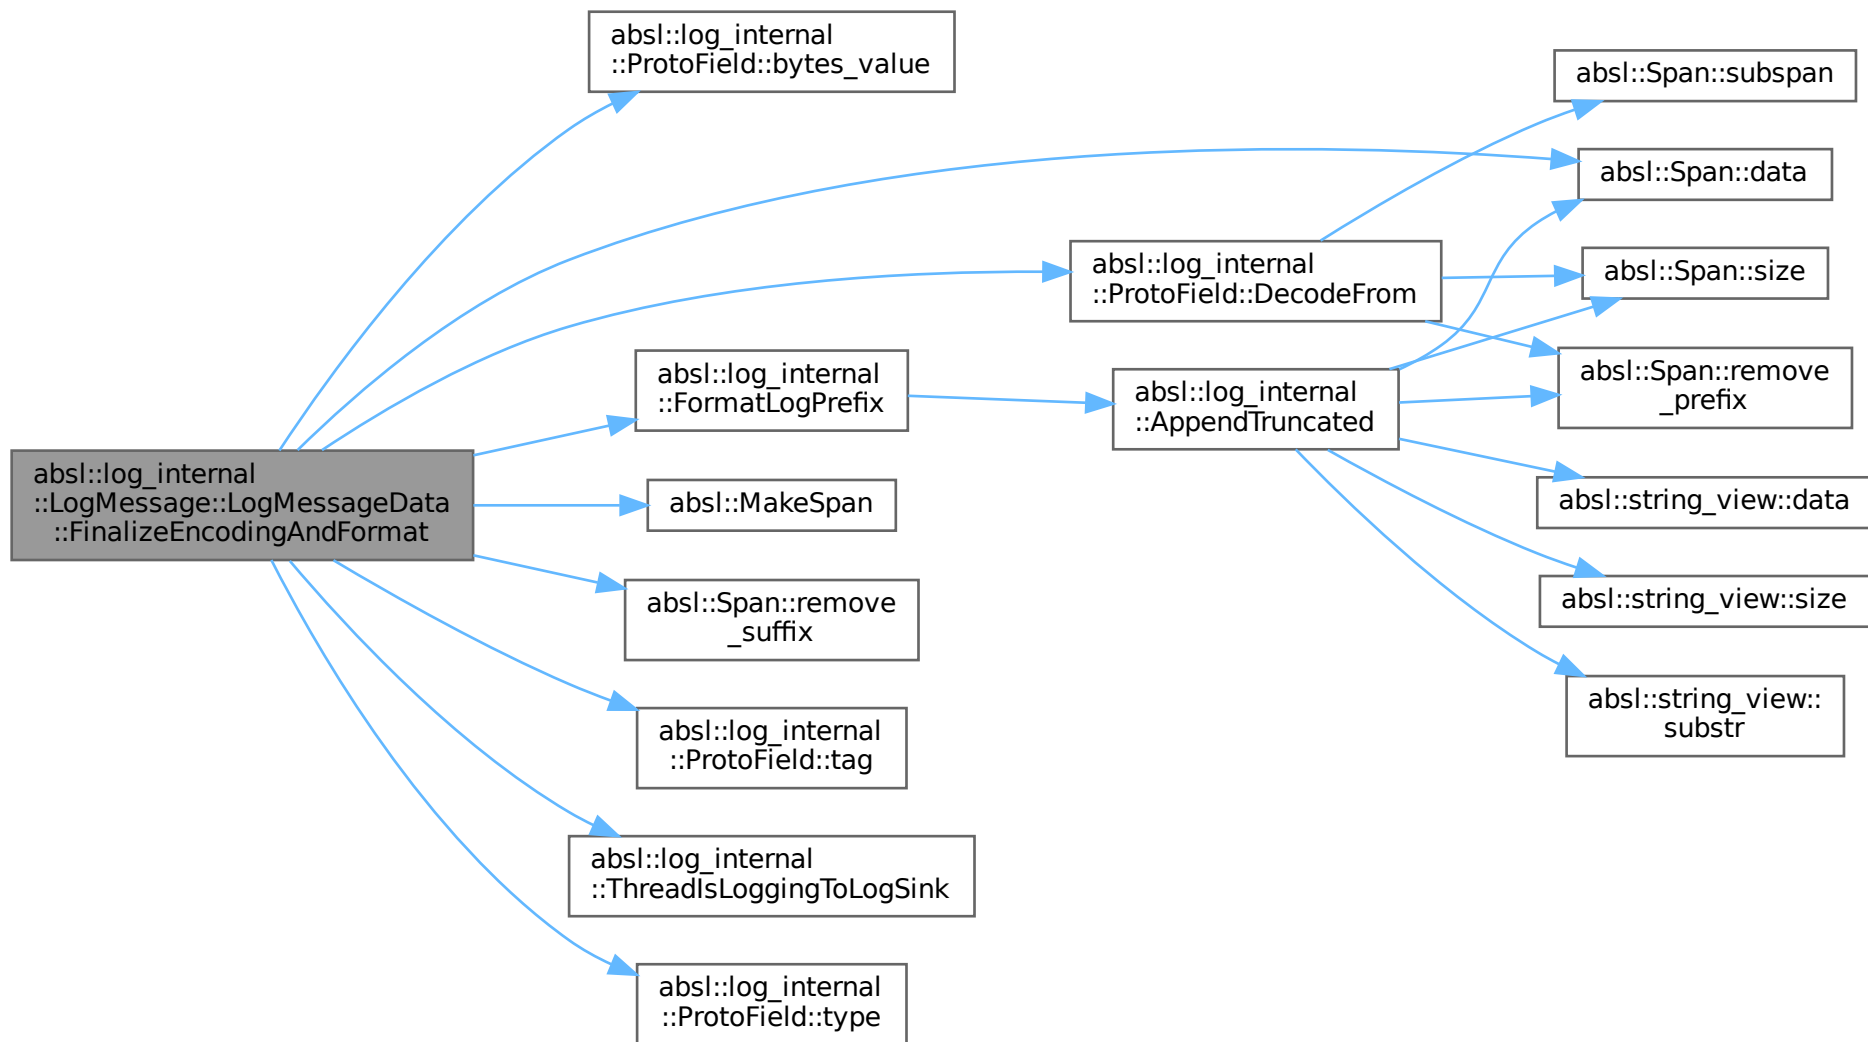 absl::log_internal
::LogMessage::LogMessageData
::FinalizeEncodingAndFormat
absl::log_internal
::ProtoField::bytes_value
absl::log_internal
::FormatLogPrefix
absl::MakeSpan
absl::Span::remove
_suffix
absl::log_internal
::ProtoField::tag
absl::log_internal
::ThreadIsLoggingToLogSink
absl::log_internal
::ProtoField::type
absl::log_internal
::ProtoField::DecodeFrom
absl::log_internal
::AppendTruncated
absl::Span::subspan
absl::Span::data
absl::Span::size
absl::Span::remove
_prefix
absl::string_view::data
absl::string_view::size
absl::string_view::
substr